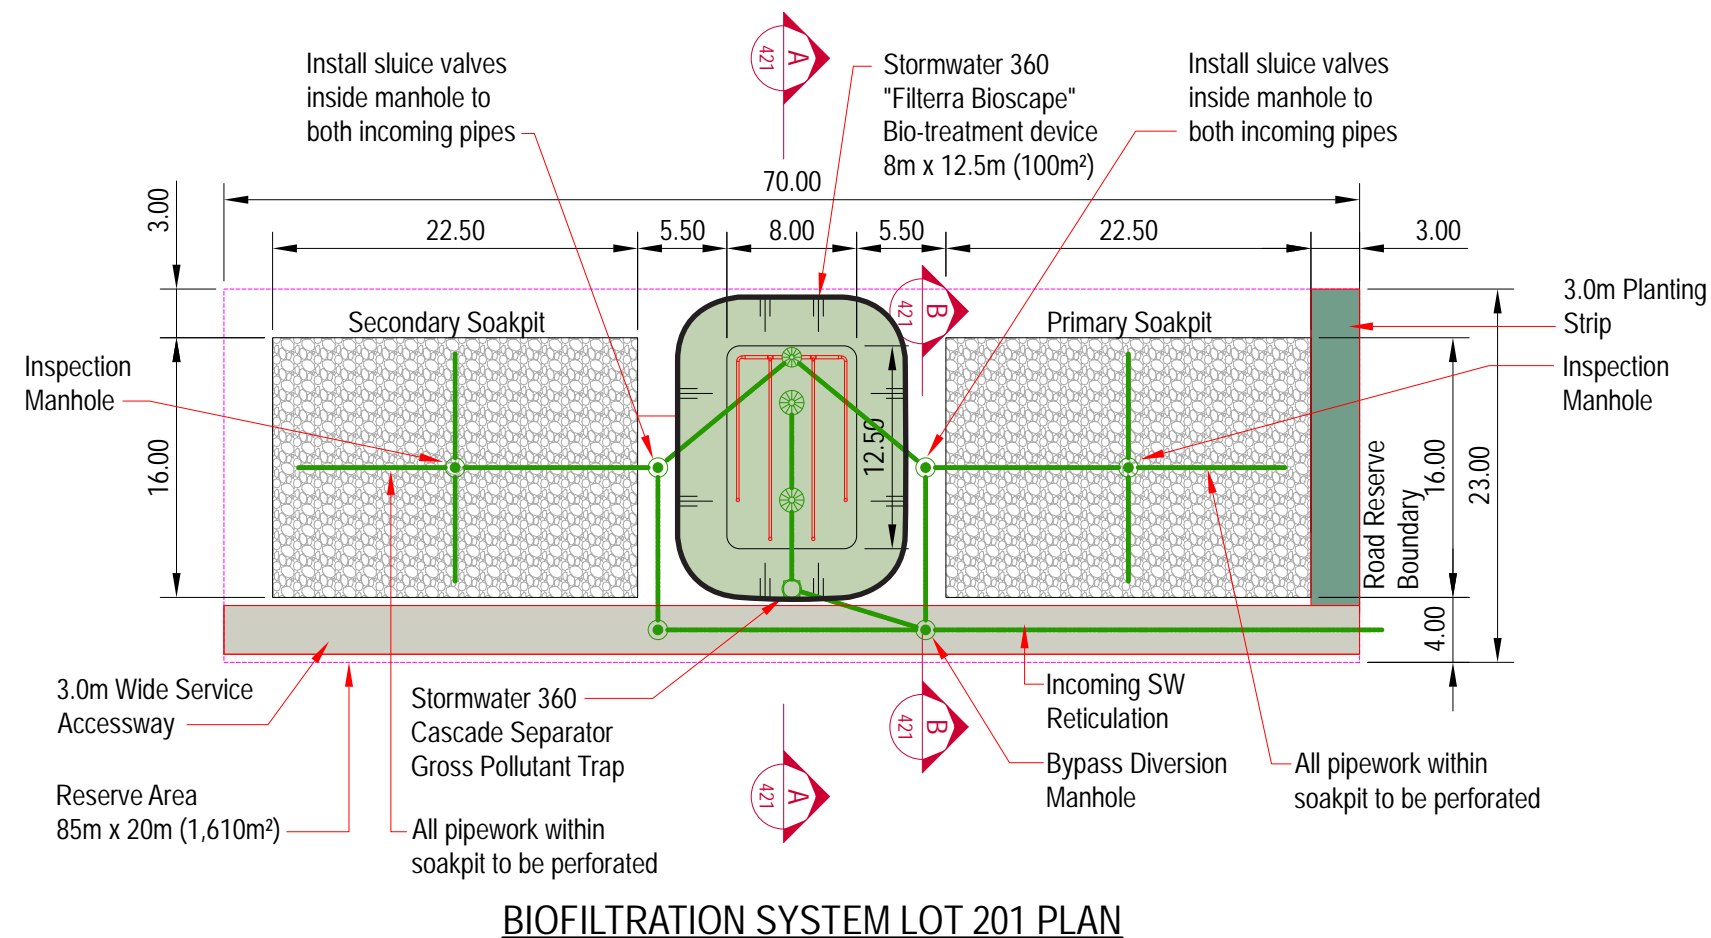 Install sluice valves
inside manhole to
both incoming pipes
A
421
Stormwater 360
"Filterra Bioscape"
Bio-treatment device
8m x 12.5m (100m²)
Install sluice valves
inside manhole to
both incoming pipes
70.00
3.00
22.50
5.50
8.00
5.50
22.50
3.00
B
421
3.0m Planting
Strip
Secondary Soakpit
Primary Soakpit
Inspection
Manhole
Inspection
Manhole
16.00
12.50
Road Reserve
Boundary
16.00
23.00
4.00
3.0m Wide Service
Accessway
Stormwater 360
Cascade Separator
Gross Pollutant Trap
B
421
Incoming SW
Reticulation
Bypass Diversion
Manhole
All pipework within
soakpit to be perforated
A
421
Reserve Area
85m x 20m (1,610m²)
All pipework within
soakpit to be perforated
BIOFILTRATION SYSTEM LOT 201 PLAN